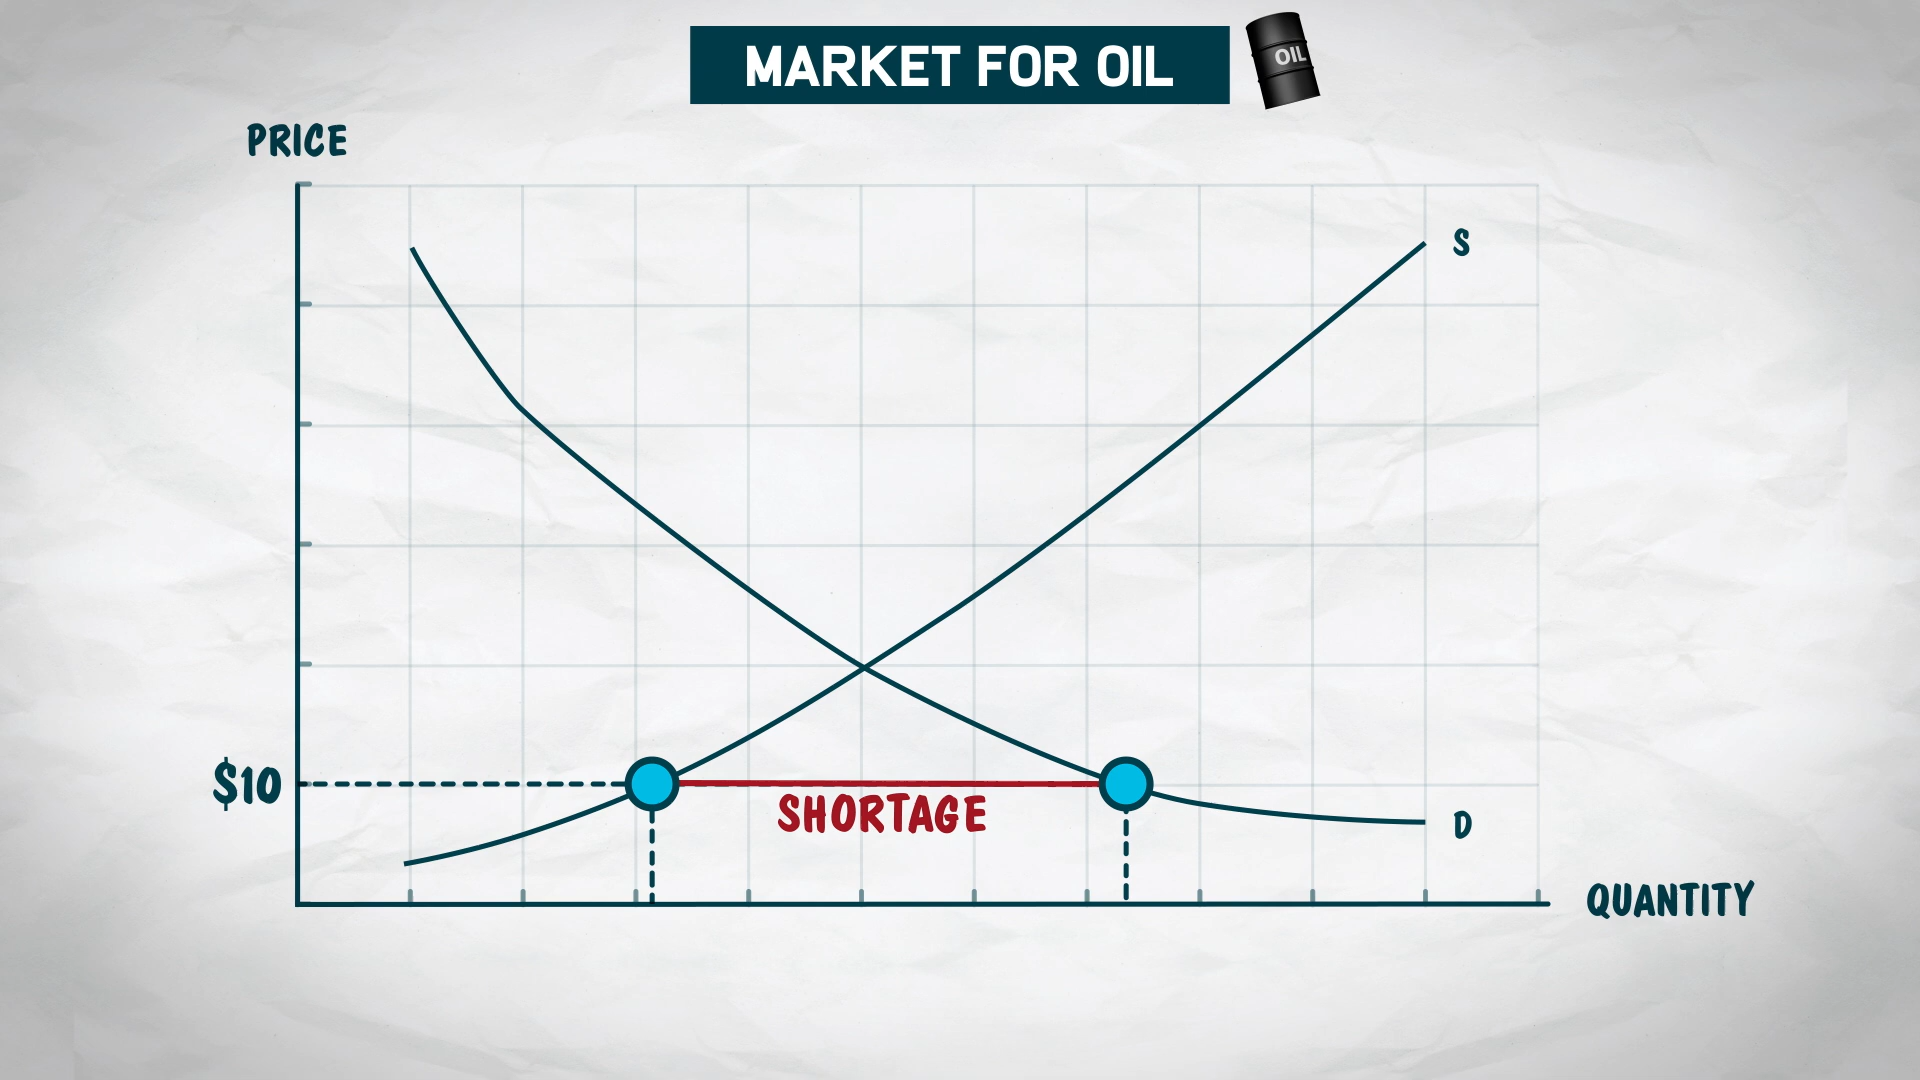 MARKET FOR OIL
OIL
PRICE
S
$10
SHORTAGE
D
QUANTITY